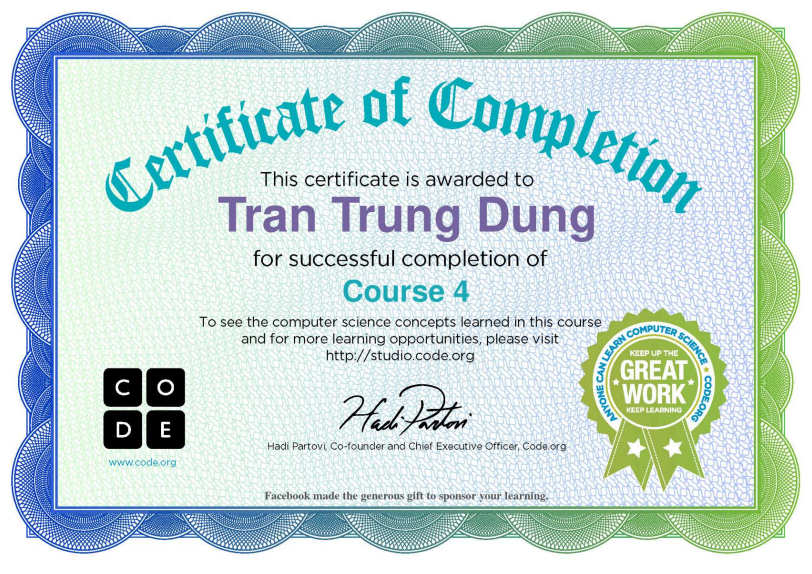 Certificate of Completion
This certificate is awarded to
Tran Trung Dung
for successful completion of
Course 4
To see the computer science concepts learned in this course
and for more learning opportunities, please visit
http://studio.code.org
C O
D E
www.code.org
Hadi Partovi
Hadi Partovi, Co-founder and Chief Executive Officer, Code.org
ANYONE CAN LEARN COMPUTER SCIENCE ★ CODE.ORG
KEEP UP THE
GREAT
WORK
KEEP LEARNING
Facebook made the generous gift to sponsor your learning.